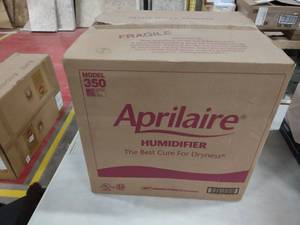 FRAGILE
MODEL
350
Aprilaire®
HUMIDIFIER
The Best Cure For Dryness®